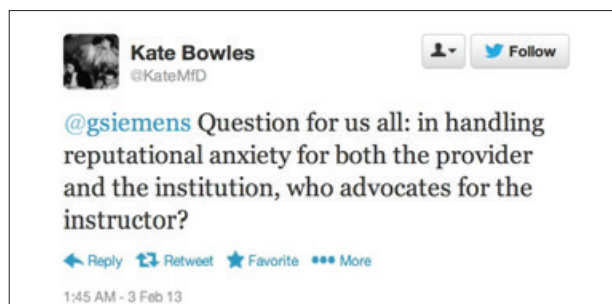 Kate Bowles
@KateMfD
Follow
@gsiemens Question for us all: in handling
reputational anxiety for both the provider
and the institution, who advocates for the
instructor?
Reply Retweet Favorite More
1:45 AM - 3 Feb 13